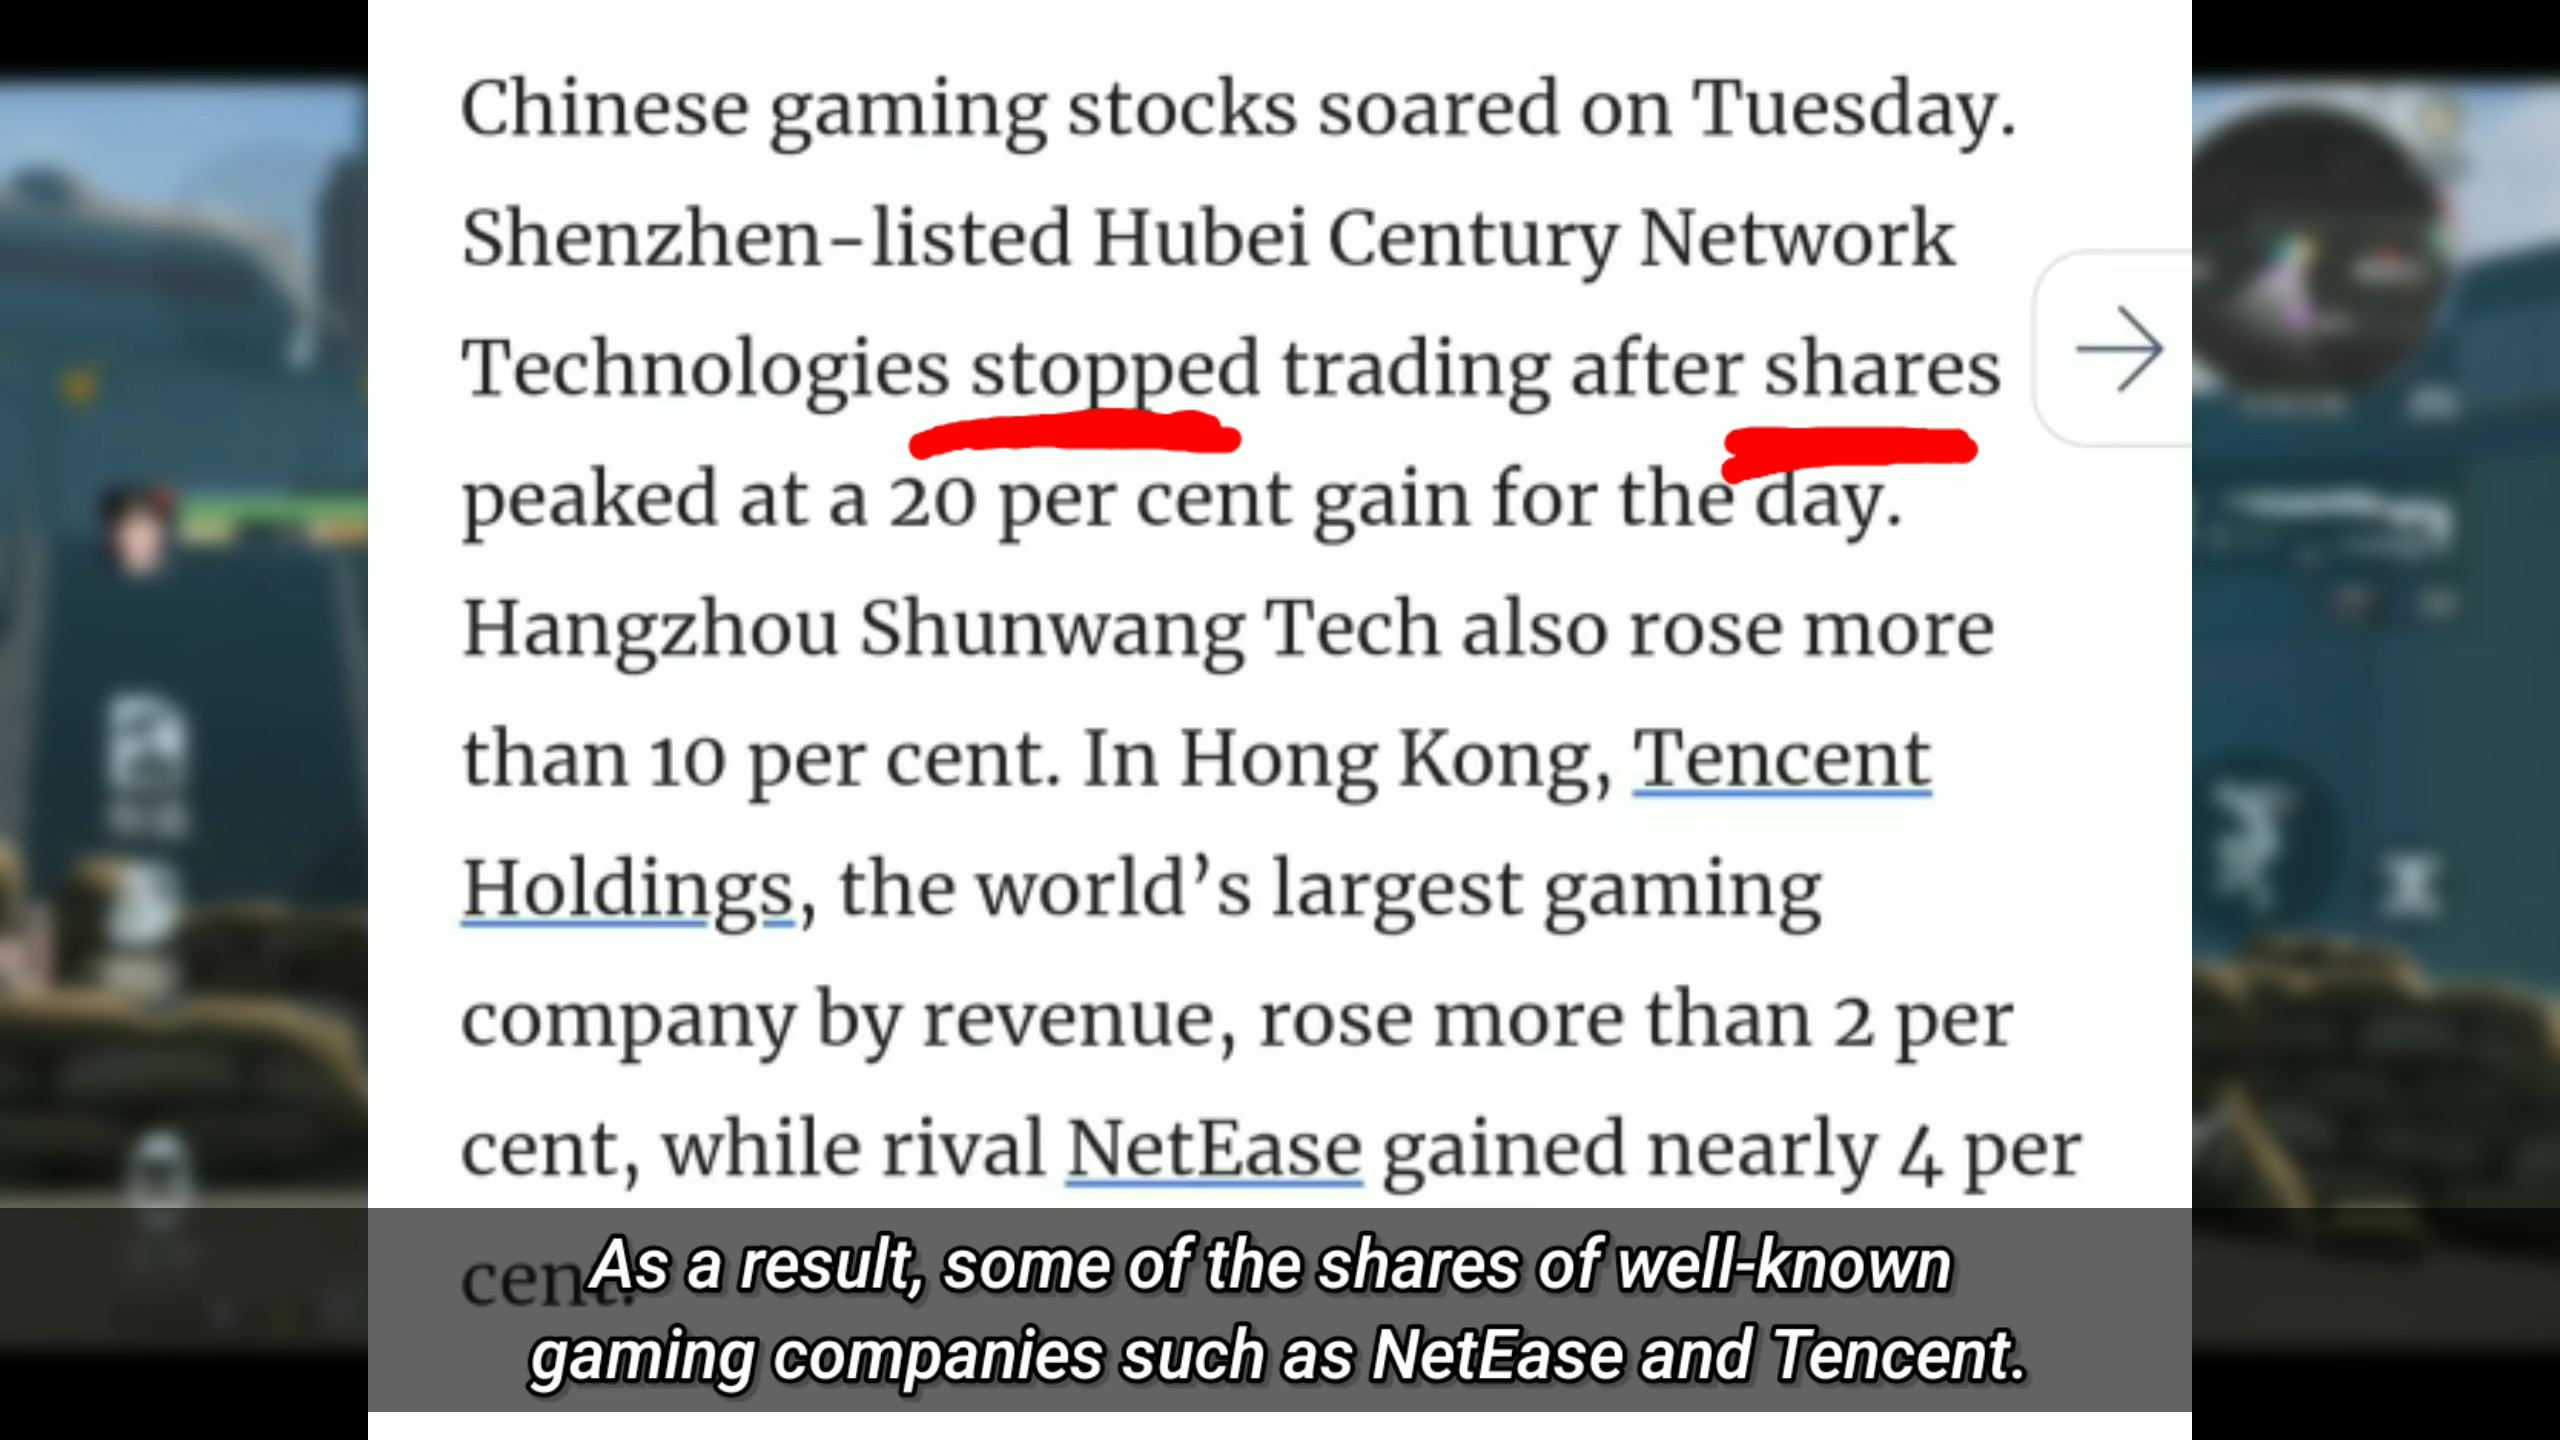 Chinese gaming stocks soared on Tuesday.
Shenzhen-listed Hubei Century Network
Technologies stopped trading after shares
peaked at a 20 per cent gain for the day.
Hangzhou Shunwang Tech also rose more
than 10 per cent. In Hong Kong, Tencent
Holdings, the world's largest gaming
company by revenue, rose more than 2 per
cent, while rival NetEase gained nearly 4 per
cent.
As a result, some of the shares of well-known
gaming companies such as NetEase and Tencent.